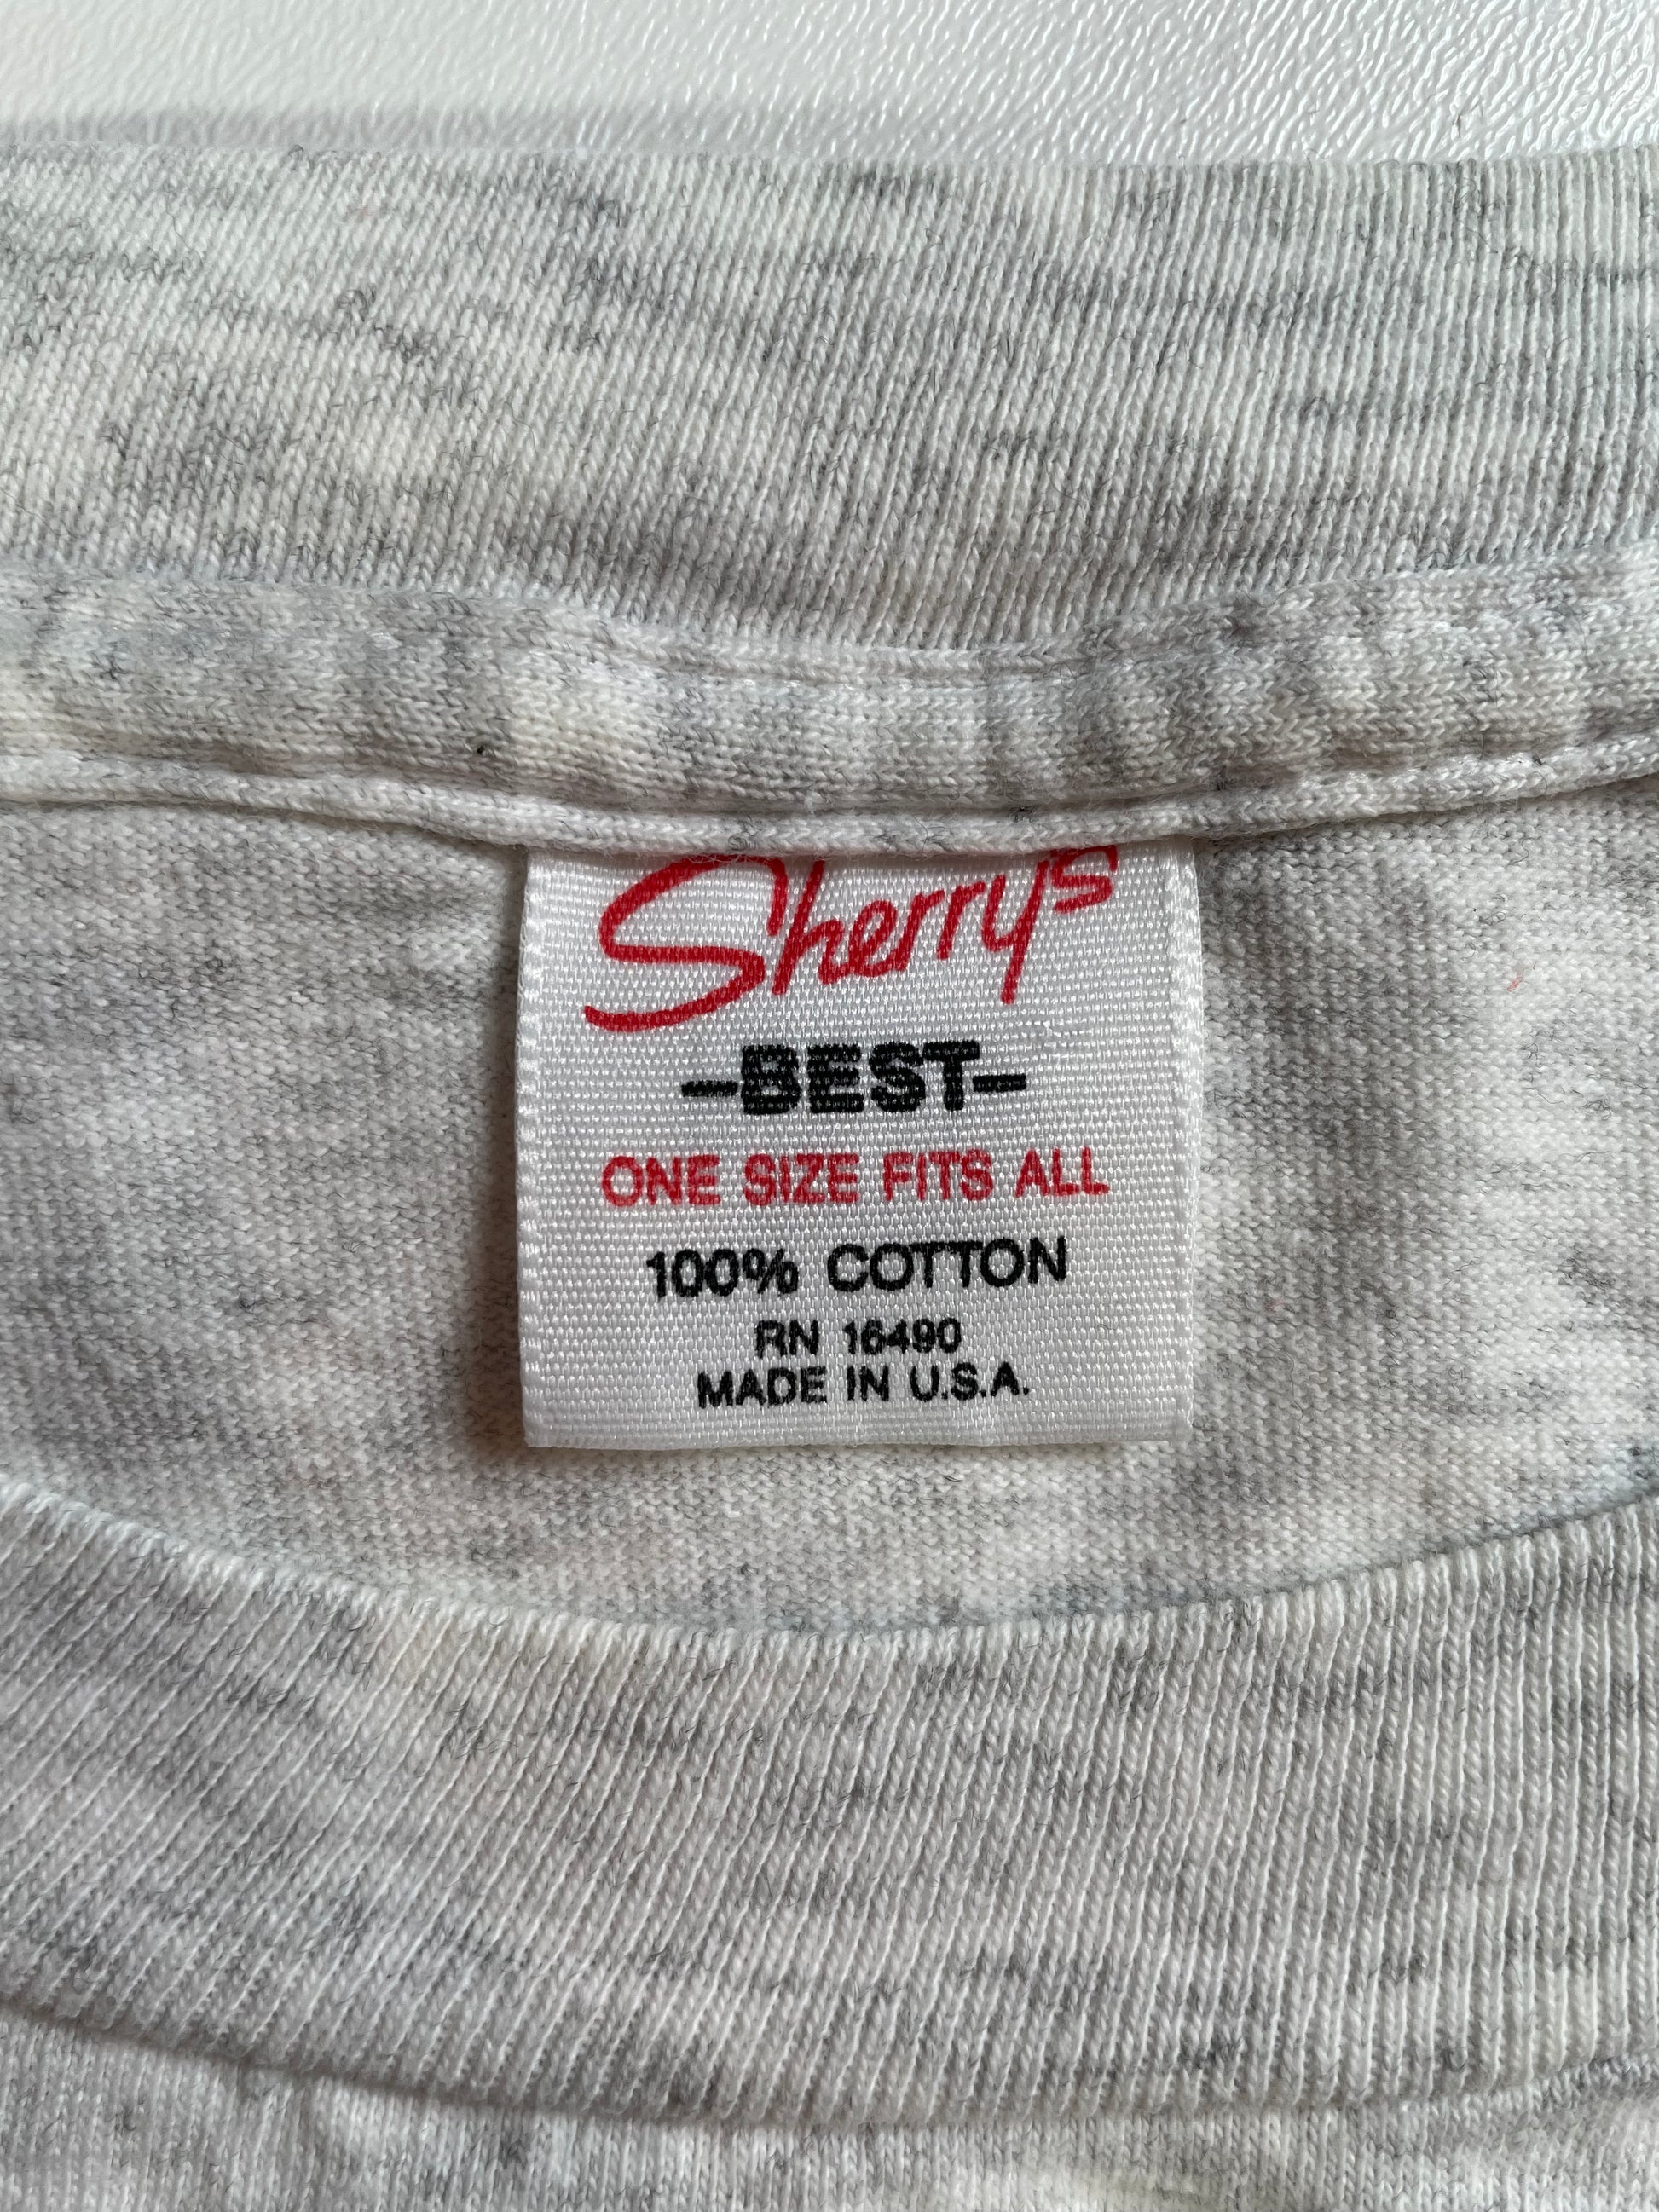 Sherry's
-BEST-
ONE SIZE FITS ALL
100% COTTON
RN 16490
MADE IN U.S.A.